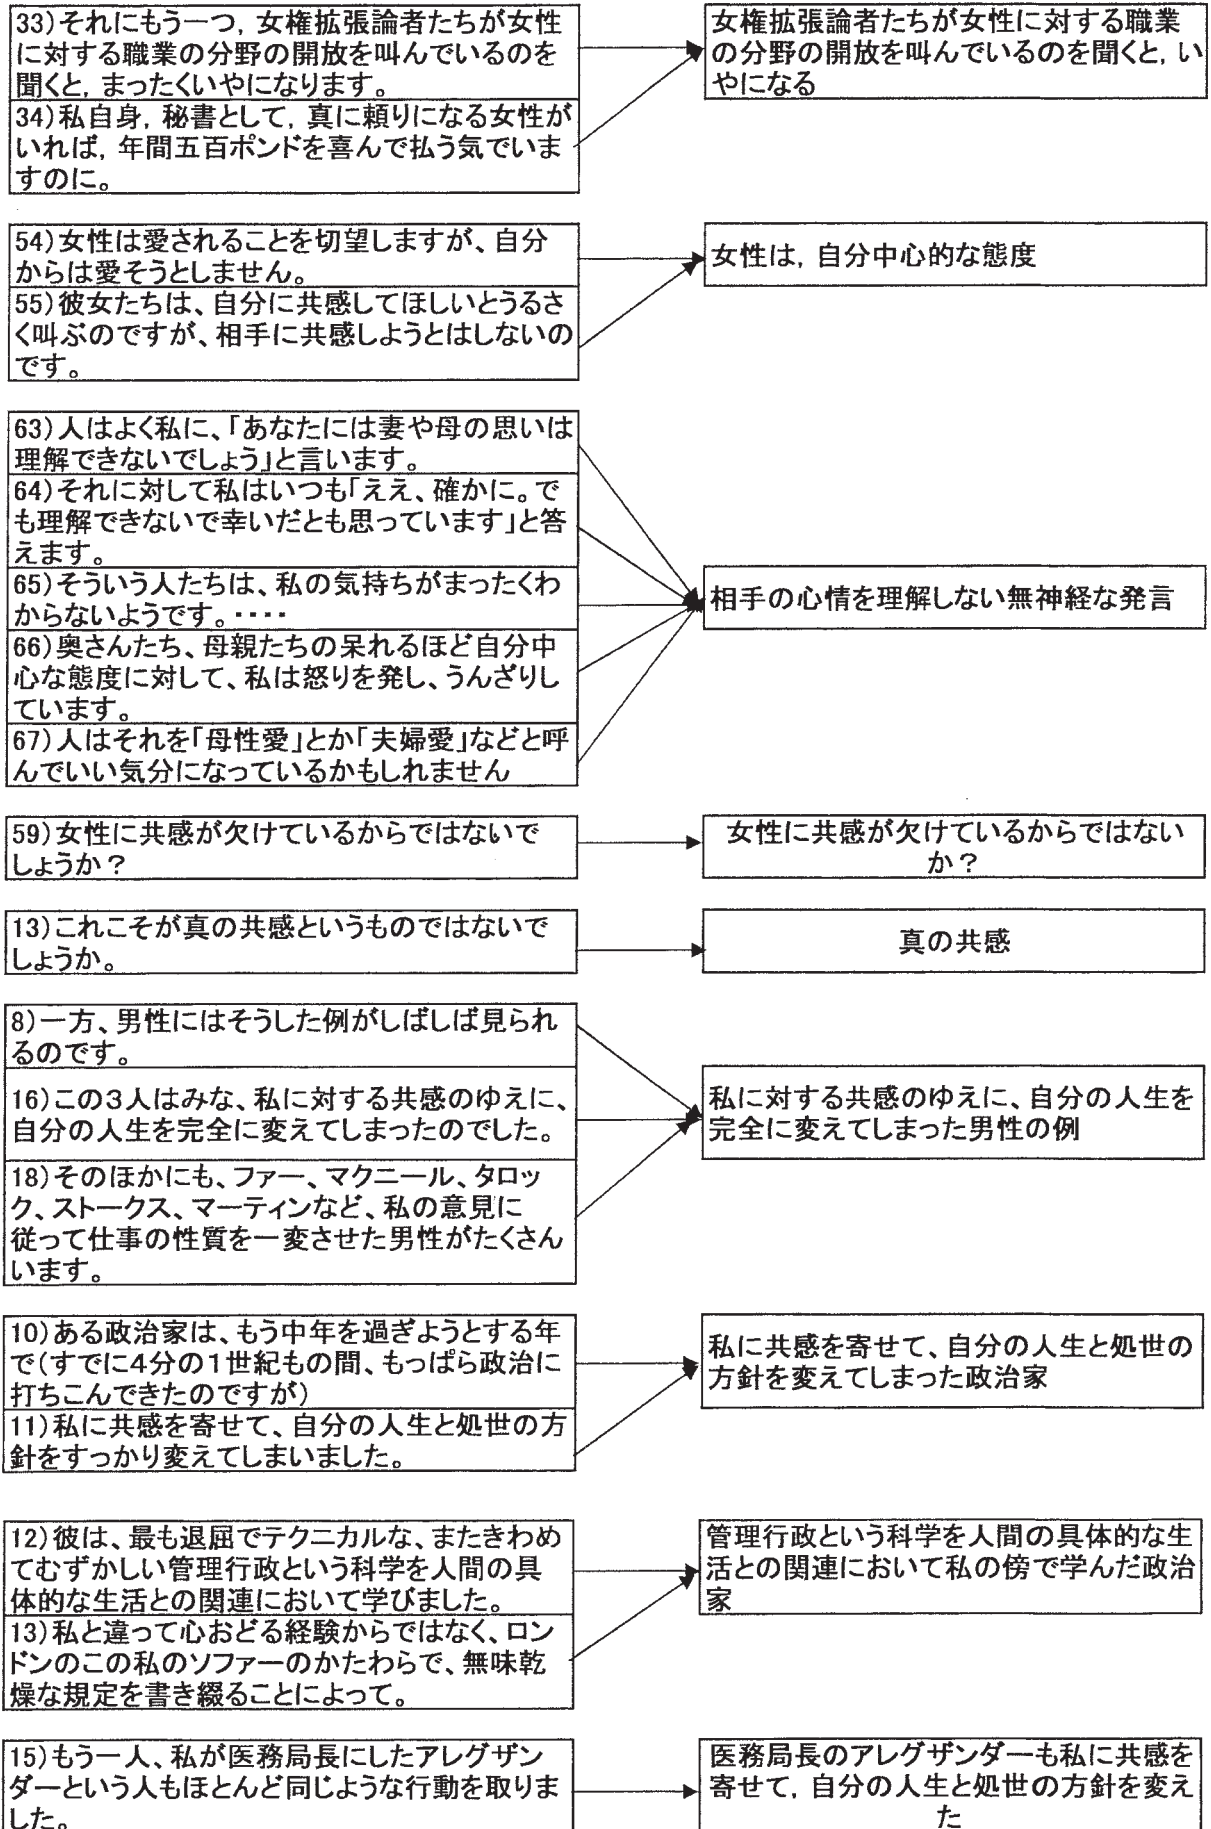 33)それにもう一つ, 女権拡張論者たちが女性
に対する職業の分野の開放を叫んでいるのを
聞くと, まったくいやになります。
34)私自身, 秘書として, 真に頼りになる女性が
いれば, 年間五百ポンドを喜んで払う気でいま
すのに。
女権拡張論者たちが女性に対する職業
の分野の開放を叫んでいるのを聞くと, い
やになる
54)女性は愛されることを切望しますが、自分
からは愛そうとしません。
55)彼女たちは、自分に共感してほしいとうるさ
く叫ぶのですが、相手に共感しようとはしないの
です。
女性は, 自分中心的な態度
63)人はよく私に、「あなたには妻や母の思いは
理解できないでしょう」と言います。
64)それに対して私はいつも「ええ、確かに。で
も理解できないで幸いだとも思っています」と答
えます。
65)そういう人たちは、私の気持ちがまったくわ
からないようです。・・・・
66)奥さんたち、母親たちの呆れるほど自分中
心な態度に対して、私は怒りを発し、うんざりし
ています。
67)人はそれを「母性愛」とか「夫婦愛」などと呼
んでいい気分になっているかもしれません
相手の心情を理解しない無神経な発言
59)女性に共感が欠けているからではないで
しょうか？
女性に共感が欠けているからではない
か？
13)これこそが真の共感というものではないで
しょうか。
真の共感
8)一方、男性にはそうした例がしばしば見られ
るのです。
16)この3人はみな、私に対する共感のゆえに、
自分の人生を完全に変えてしまったのでした。
18)そのほかにも、ファー、マクニール、タロッ
ク、ストークス、マーティンなど、私の意見に
従って仕事の性質を一変させた男性がたくさん
います。
私に対する共感のゆえに、自分の人生を
完全に変えてしまった男性の例
10)ある政治家は、もう中年を過ぎようとする年
で(すでに4分の1世紀もの間、もっぱら政治に
打ちこんできたのですが)
11)私に共感を寄せて、自分の人生と処世の方
針をすっかり変えてしまいました。
私に共感を寄せて、自分の人生と処世の
方針を変えてしまった政治家
12)彼は、最も退屈でテクニカルな、またきわめ
てむずかしい管理行政という科学を人間の具
体的な生活との関連において学びました。
13)私と違って心おどる経験からではなく、ロン
ドンのこの私のソファーのかたわらで、無味乾
燥な規定を書き綴ることによって。
管理行政という科学を人間の具体的な生
活との関連において私の傍で学んだ政治
家
15)もう一人、私が医務局長にしたアレグザン
ダーという人もほとんど同じような行動を取りま
した。
医務局長のアレグザンダーも私に共感を
寄せて, 自分の人生と処世の方針を変え
た